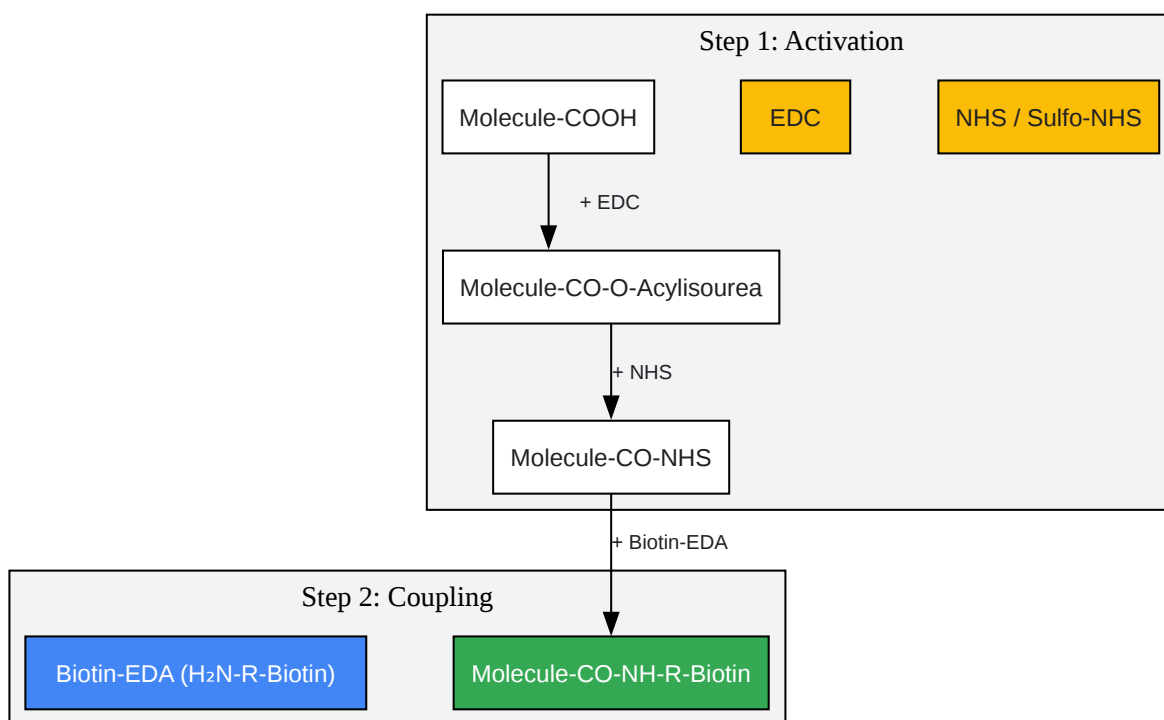 Step 1: Activation
Molecule-COOH
EDC
NHS / Sulfo-NHS
+ EDC
Molecule-CO-O-Acylisourea
+ NHS
Molecule-CO-NHS
+ Biotin-EDA
Step 2: Coupling
Biotin-EDA (H₂N-R-Biotin)
Molecule-CO-NH-R-Biotin